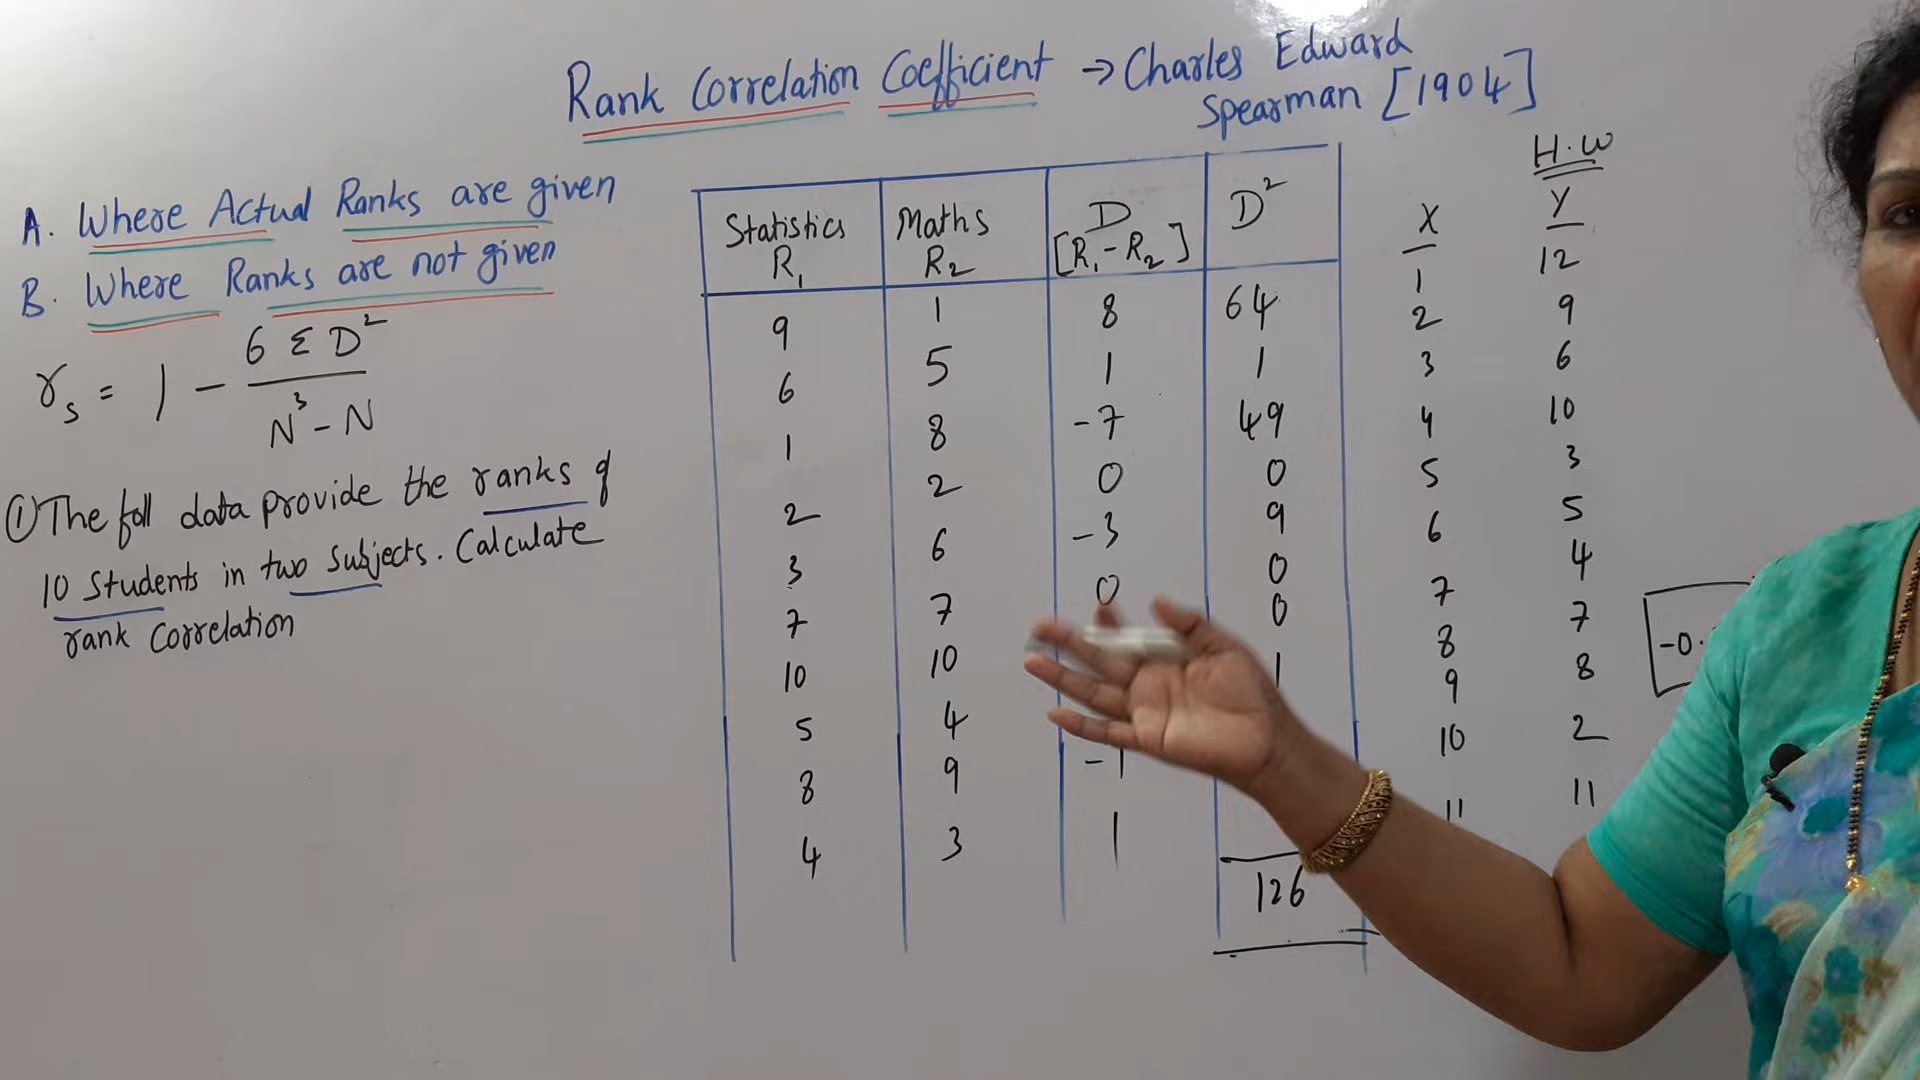 Rank Correlation Coefficient → Charles Edward
Spearman [1904]
A. Where Actual Ranks are given
B. Where Ranks are not given
r_s = 1 - 6 Σ D² / N³ - N
① The foll data provide the ranks of
10 Students in two subjects. Calculate
rank Correlation
Statistics R₁ Maths R₂ D [R₁ - R₂] D²
9 1 8 64
6 5 1 1
1 8 -7 49
2 2 0 0
3 6 -3 9
7 7 0 0
10 10 0
5 4 1
8 9 -1
4 3 1
126
H.W
X Y
1 12
2 9
3 6
4 10
5 3
6 5
7 4
8 7
9 8
10 2
11 11
-0.